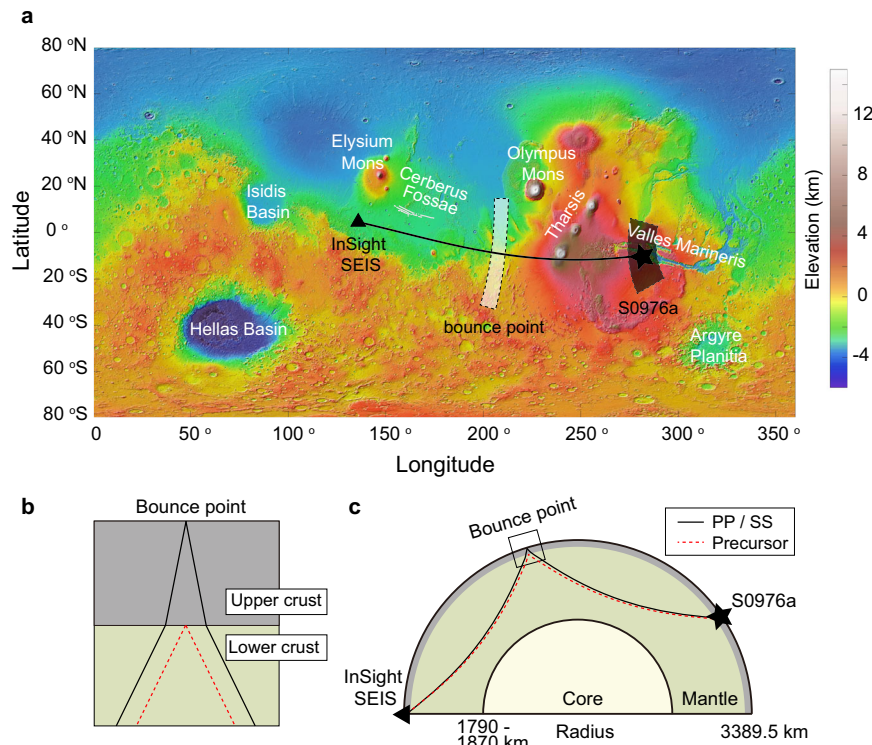 a
80 °N
60 °N
40 °N
20 °N
0 °
20 °S
40 °S
60 °S
80 °S
Latitude
0
50 °
100 °
150 °
200 °
250 °
300 °
350 °
Longitude
Elysium
Mons
Cerberus
Fossae
Isidis
Basin
InSight
SEIS
Hellas Basin
Olympus
Mons
Tharsis
Valles Marineris
S0976a
bounce point
Argyre
Planitia
12
8
4
0
-4
Elevation (km)
b
Bounce point
Upper crust
Lower crust
c
Bounce point
PP / SS
Precursor
S0976a
InSight
SEIS
Core
Mantle
1790 -
1870 km
Radius
3389.5 km